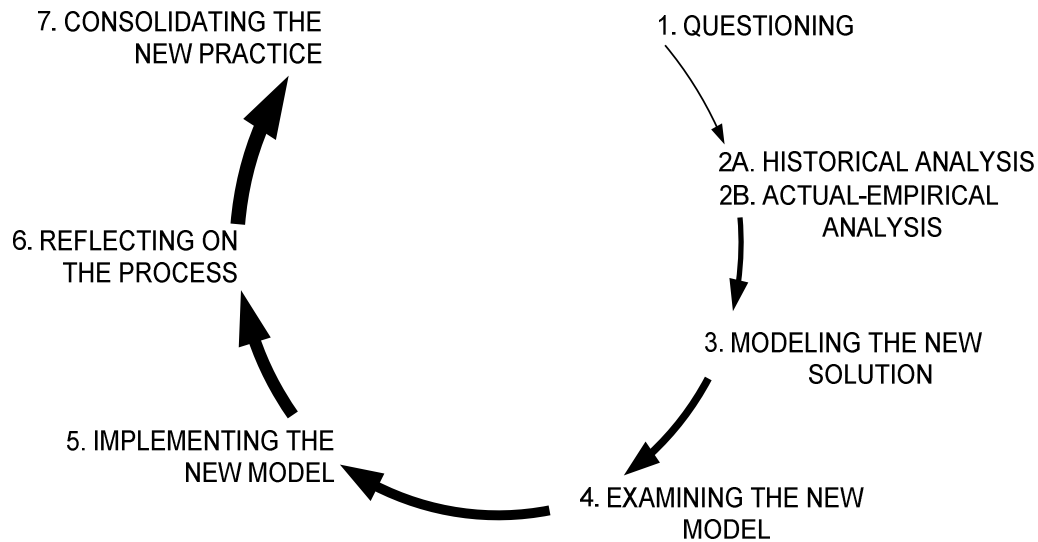 1. QUESTIONING
2A. HISTORICAL ANALYSIS
2B. ACTUAL-EMPIRICAL
ANALYSIS
3. MODELING THE NEW
SOLUTION
4. EXAMINING THE NEW
MODEL
5. IMPLEMENTING THE
NEW MODEL
6. REFLECTING ON
THE PROCESS
7. CONSOLIDATING THE
NEW PRACTICE